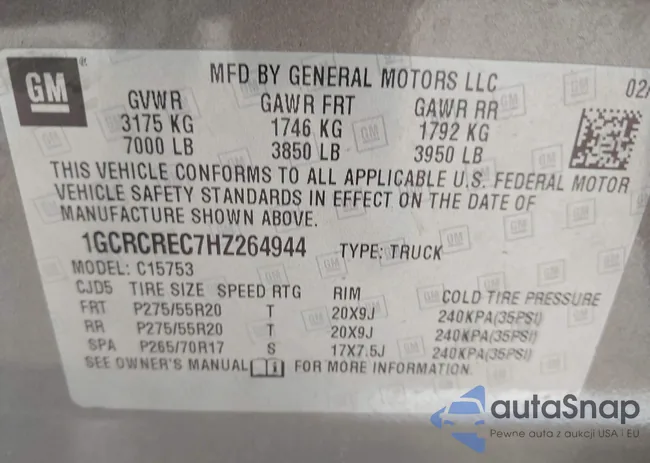 GM
MFD BY GENERAL MOTORS LLC
02/
GVWR GAWR FRT GAWR RR
3175 KG 1746 KG 1792 KG
7000 LB 3850 LB 3950 LB
THIS VEHICLE CONFORMS TO ALL APPLICABLE U.S. FEDERAL MOTOR
VEHICLE SAFETY STANDARDS IN EFFECT ON THE DATE OF
MANUFACTURE SHOWN ABOVE.
1GCRCREC7HZ264944 TYPE: TRUCK
MODEL: C15753
CJD5 TIRE SIZE SPEED RTG RIM COLD TIRE PRESSURE
FRT P275/55R20 T 20X9J 240KPA(35PSI)
RR P275/55R20 T 20X9J 240KPA(35PSI)
SPA P265/70R17 S 17X7.5J 240KPA(35PSI)
SEE OWNER'S MANUAL FOR MORE INFORMATION.
autaSnap
Pewne auta z aukcji USA i EU